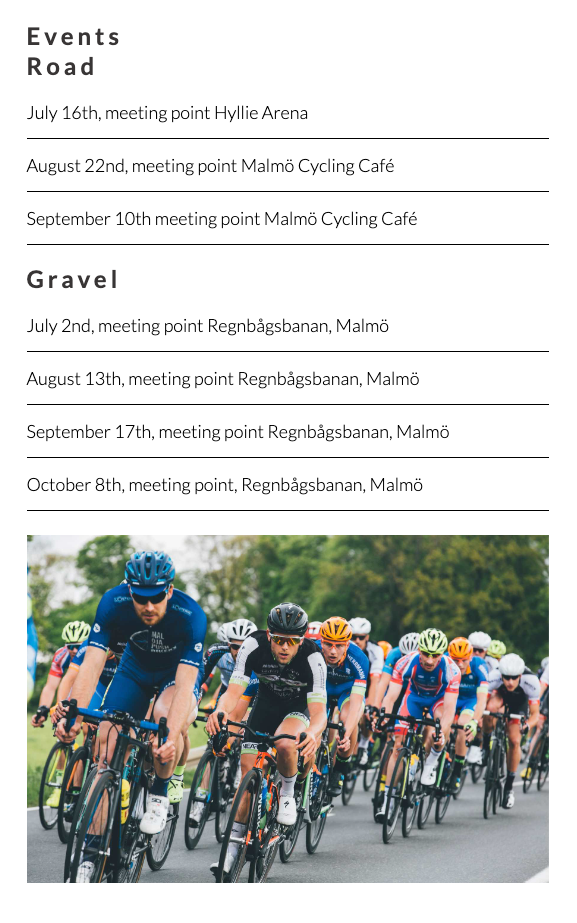 Events
Road
July 16th, meeting point Hyllie Arena
August 22nd, meeting point Malmö Cycling Café
September 10th meeting point Malmö Cycling Café
Gravel
July 2nd, meeting point Regnbågsbanan, Malmö
August 13th, meeting point Regnbågsbanan, Malmö
September 17th, meeting point Regnbågsbanan, Malmö
October 8th, meeting point, Regnbågsbanan, Malmö